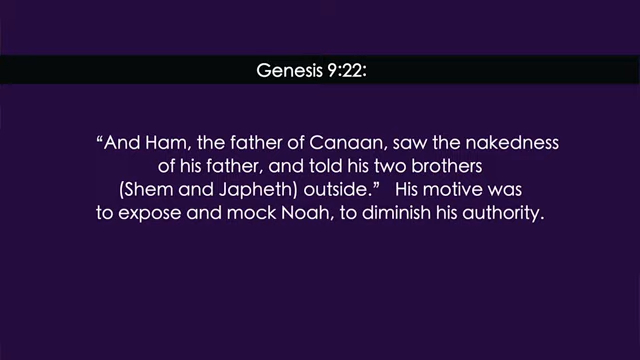 Genesis 9:22:
“And Ham, the father of Canaan, saw the nakedness
of his father, and told his two brothers
(Shem and Japheth) outside.” His motive was
to expose and mock Noah, to diminish his authority.